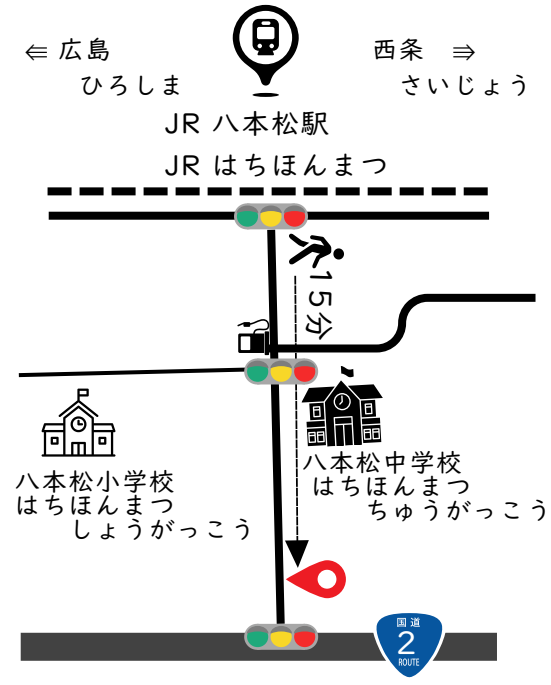 ⇐ 広島
ひろしま
西条 ⇒
さいじょう
JR 八本松駅
JR はちほんまつ
15分
八本松小学校
はちほんまつ
しょうがっこう
八本松中学校
はちほんまつ
ちゅうがっこう
国道
2
ROUTE